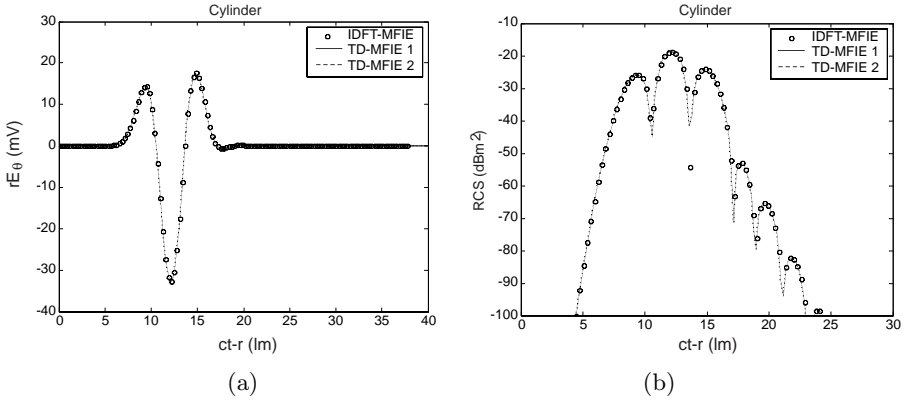 Cylinder
30
20
10
0
-10
-20
-30
40
rEθ (mV)
0 5 10 15 20 25 30 35 40
ct-r (lm)
IDFT-MFIE
TD-MFIE 1
TD-MFIE 2
(a)
Cylinder
-10
-20
-30
-40
-50
-60
-70
-80
-90
-100
RCS (dBm²)
0 5 10 15 20 25 30
ct-r (lm)
IDFT-MFIE
TD-MFIE 1
TD-MFIE 2
(b)